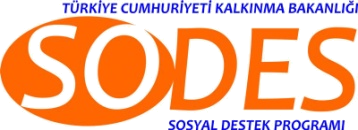 TÜRKİYE CUMHURİYETİ KALKINMA BAKANLIĞI
SODES
SOSYAL DESTEK PROGRAMI